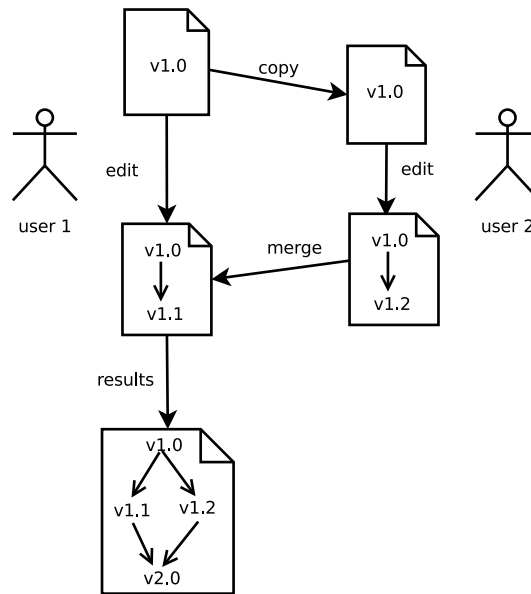 v1.0
copy
v1.0
edit
edit
user 1
user 2
v1.0
v1.1
merge
v1.0
v1.2
results
v1.0
v1.1
v1.2
v2.0